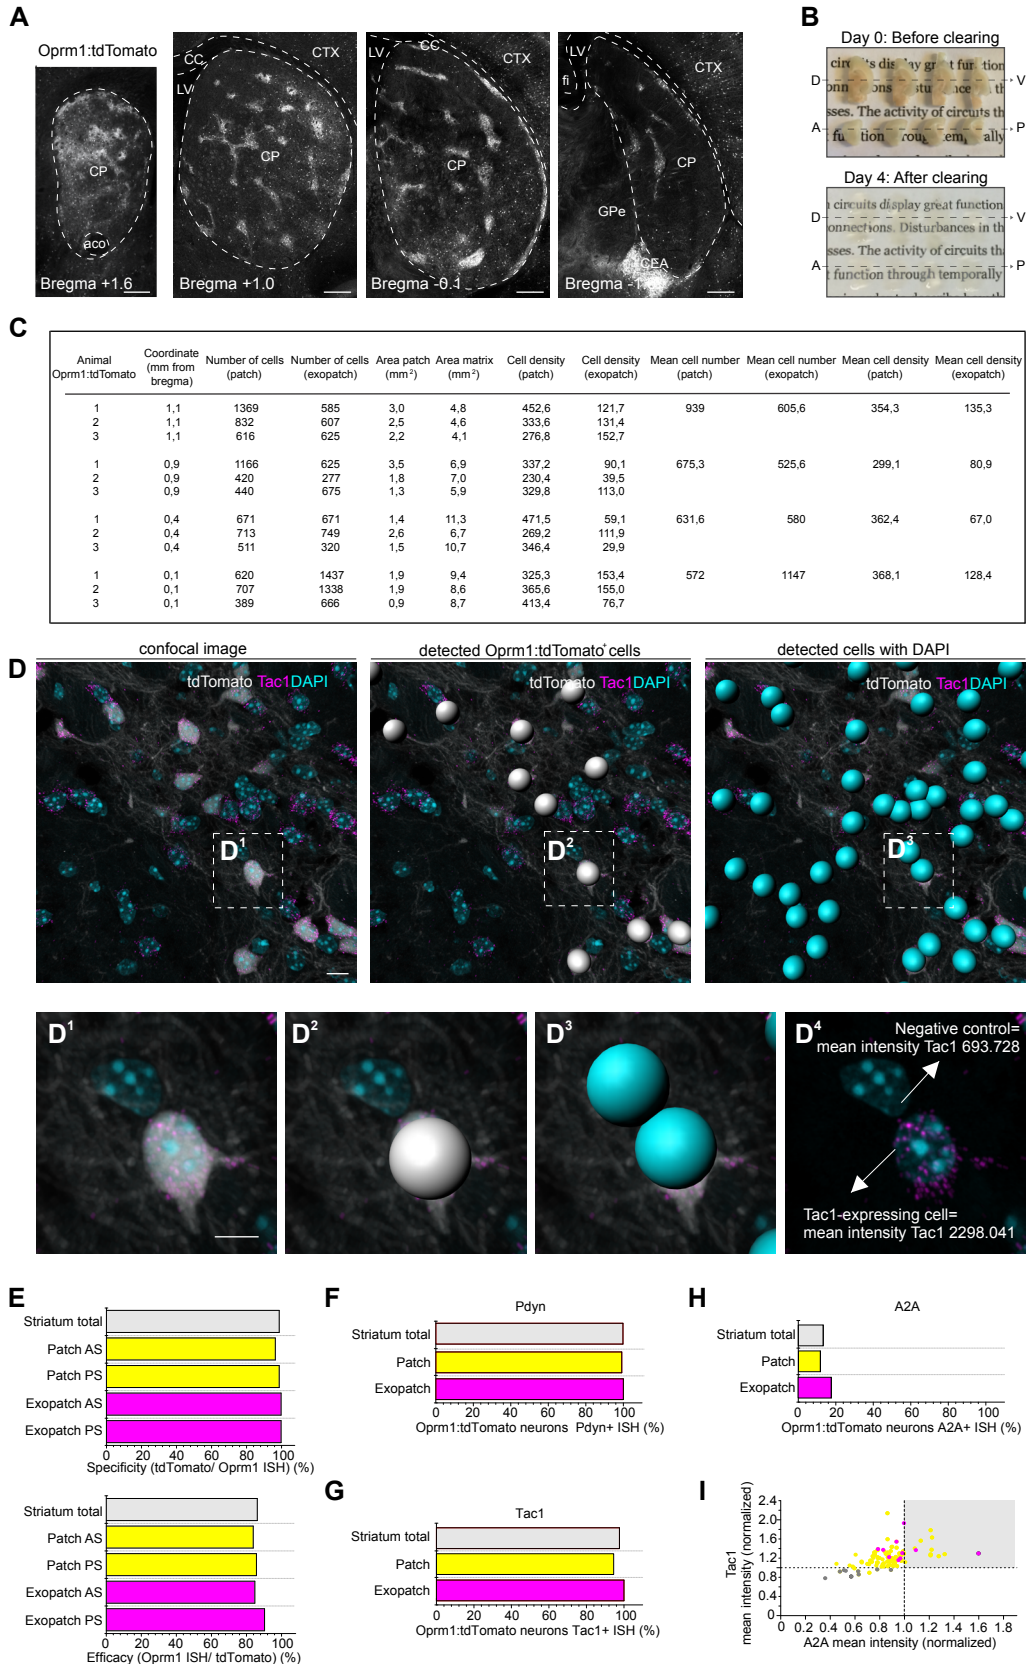 A
Oprm1:tdTomato
CP
aco
Bregma +1.6
CC
LV
CTX
CP
Bregma +1.0
LV
CC
CTX
CP
Bregma -0.1
LV
fi
CTX
CP
GPe
CEA
Bregma
B
Day 0: Before clearing
circuits display great function
D
V
sses. The activity of circuits th
A
P
Day 4: After clearing
circuits display great function
D
V
onnections. Disturbances in th
sses. The activity of circuits tha
A
P
function through temporally
C
Animal Oprm1:tdTomato	Coordinate (mm from bregma)	Number of cells (patch)	Number of cells (exopatch)	Area patch (mm²)	Area matrix (mm²)	Cell density (patch)	Cell density (exopatch)	Mean cell number (patch)	Mean cell number (exopatch)	Mean cell density (patch)	Mean cell density (exopatch)
1 1,1 1369 585 3,0 4,8 452,6 121,7 939 605,6 354,3 135,3
2 1,1 832 607 2,5 4,6 333,6 131,4
3 1,1 616 625 2,2 4,1 276,8 152,7
1 0,9 1166 625 3,5 6,9 337,2 90,1 675,3 525,6 299,1 80,9
2 0,9 420 277 1,8 7,0 230,4 39,5
3 0,9 440 675 1,3 5,9 329,8 113,0
1 0,4 671 671 1,4 11,3 471,5 59,1 631,6 580 362,4 67,0
2 0,4 713 749 2,6 6,7 269,2 111,9
3 0,4 511 320 1,5 10,7 346,4 29,9
1 0,1 620 1437 1,9 9,4 325,3 153,4 572 1147 368,1 128,4
2 0,1 707 1338 1,9 8,6 365,6 155,0
3 0,1 389 666 0,9 8,7 413,4 76,7
D
confocal image
detected Oprm1:tdTomato⁺ cells
detected cells with DAPI
tdTomato Tac1DAPI
tdTomato Tac1DAPI
tdTomato Tac1DAPI
D¹
D²
D³
D¹
D²
D³
D⁴
Negative control=
mean intensity Tac1 693.728
Tac1-expressing cell=
mean intensity Tac1 2298.041
E
Striatum total
Patch AS
Patch PS
Exopatch AS
Exopatch PS
0 20 40 60 80 100
Specificity (tdTomato/ Oprm1 ISH) (%)
Striatum total
Patch AS
Patch PS
Exopatch AS
Exopatch PS
0 20 40 60 80 100
Efficacy (Oprm1 ISH/ tdTomato) (%)
F
Pdyn
Striatum total
Patch
Exopatch
0 20 40 60 80 100
Oprm1:tdTomato neurons Pdyn+ ISH (%)
G
Tac1
Striatum total
Patch
Exopatch
0 20 40 60 80 100
Oprm1:tdTomato neurons Tac1+ ISH (%)
H
A2A
Striatum total
Patch
Exopatch
0 20 40 60 80 100
Oprm1:tdTomato neurons A2A+ ISH (%)
I
Tac1
mean intensity (normalized)
2.4
2.0
1.6
1.2
0.8
0.4
0
0 0.2 0.4 0.6 0.8 1.0 1.2 1.4 1.6 1.8
A2A mean intensity (normalized)